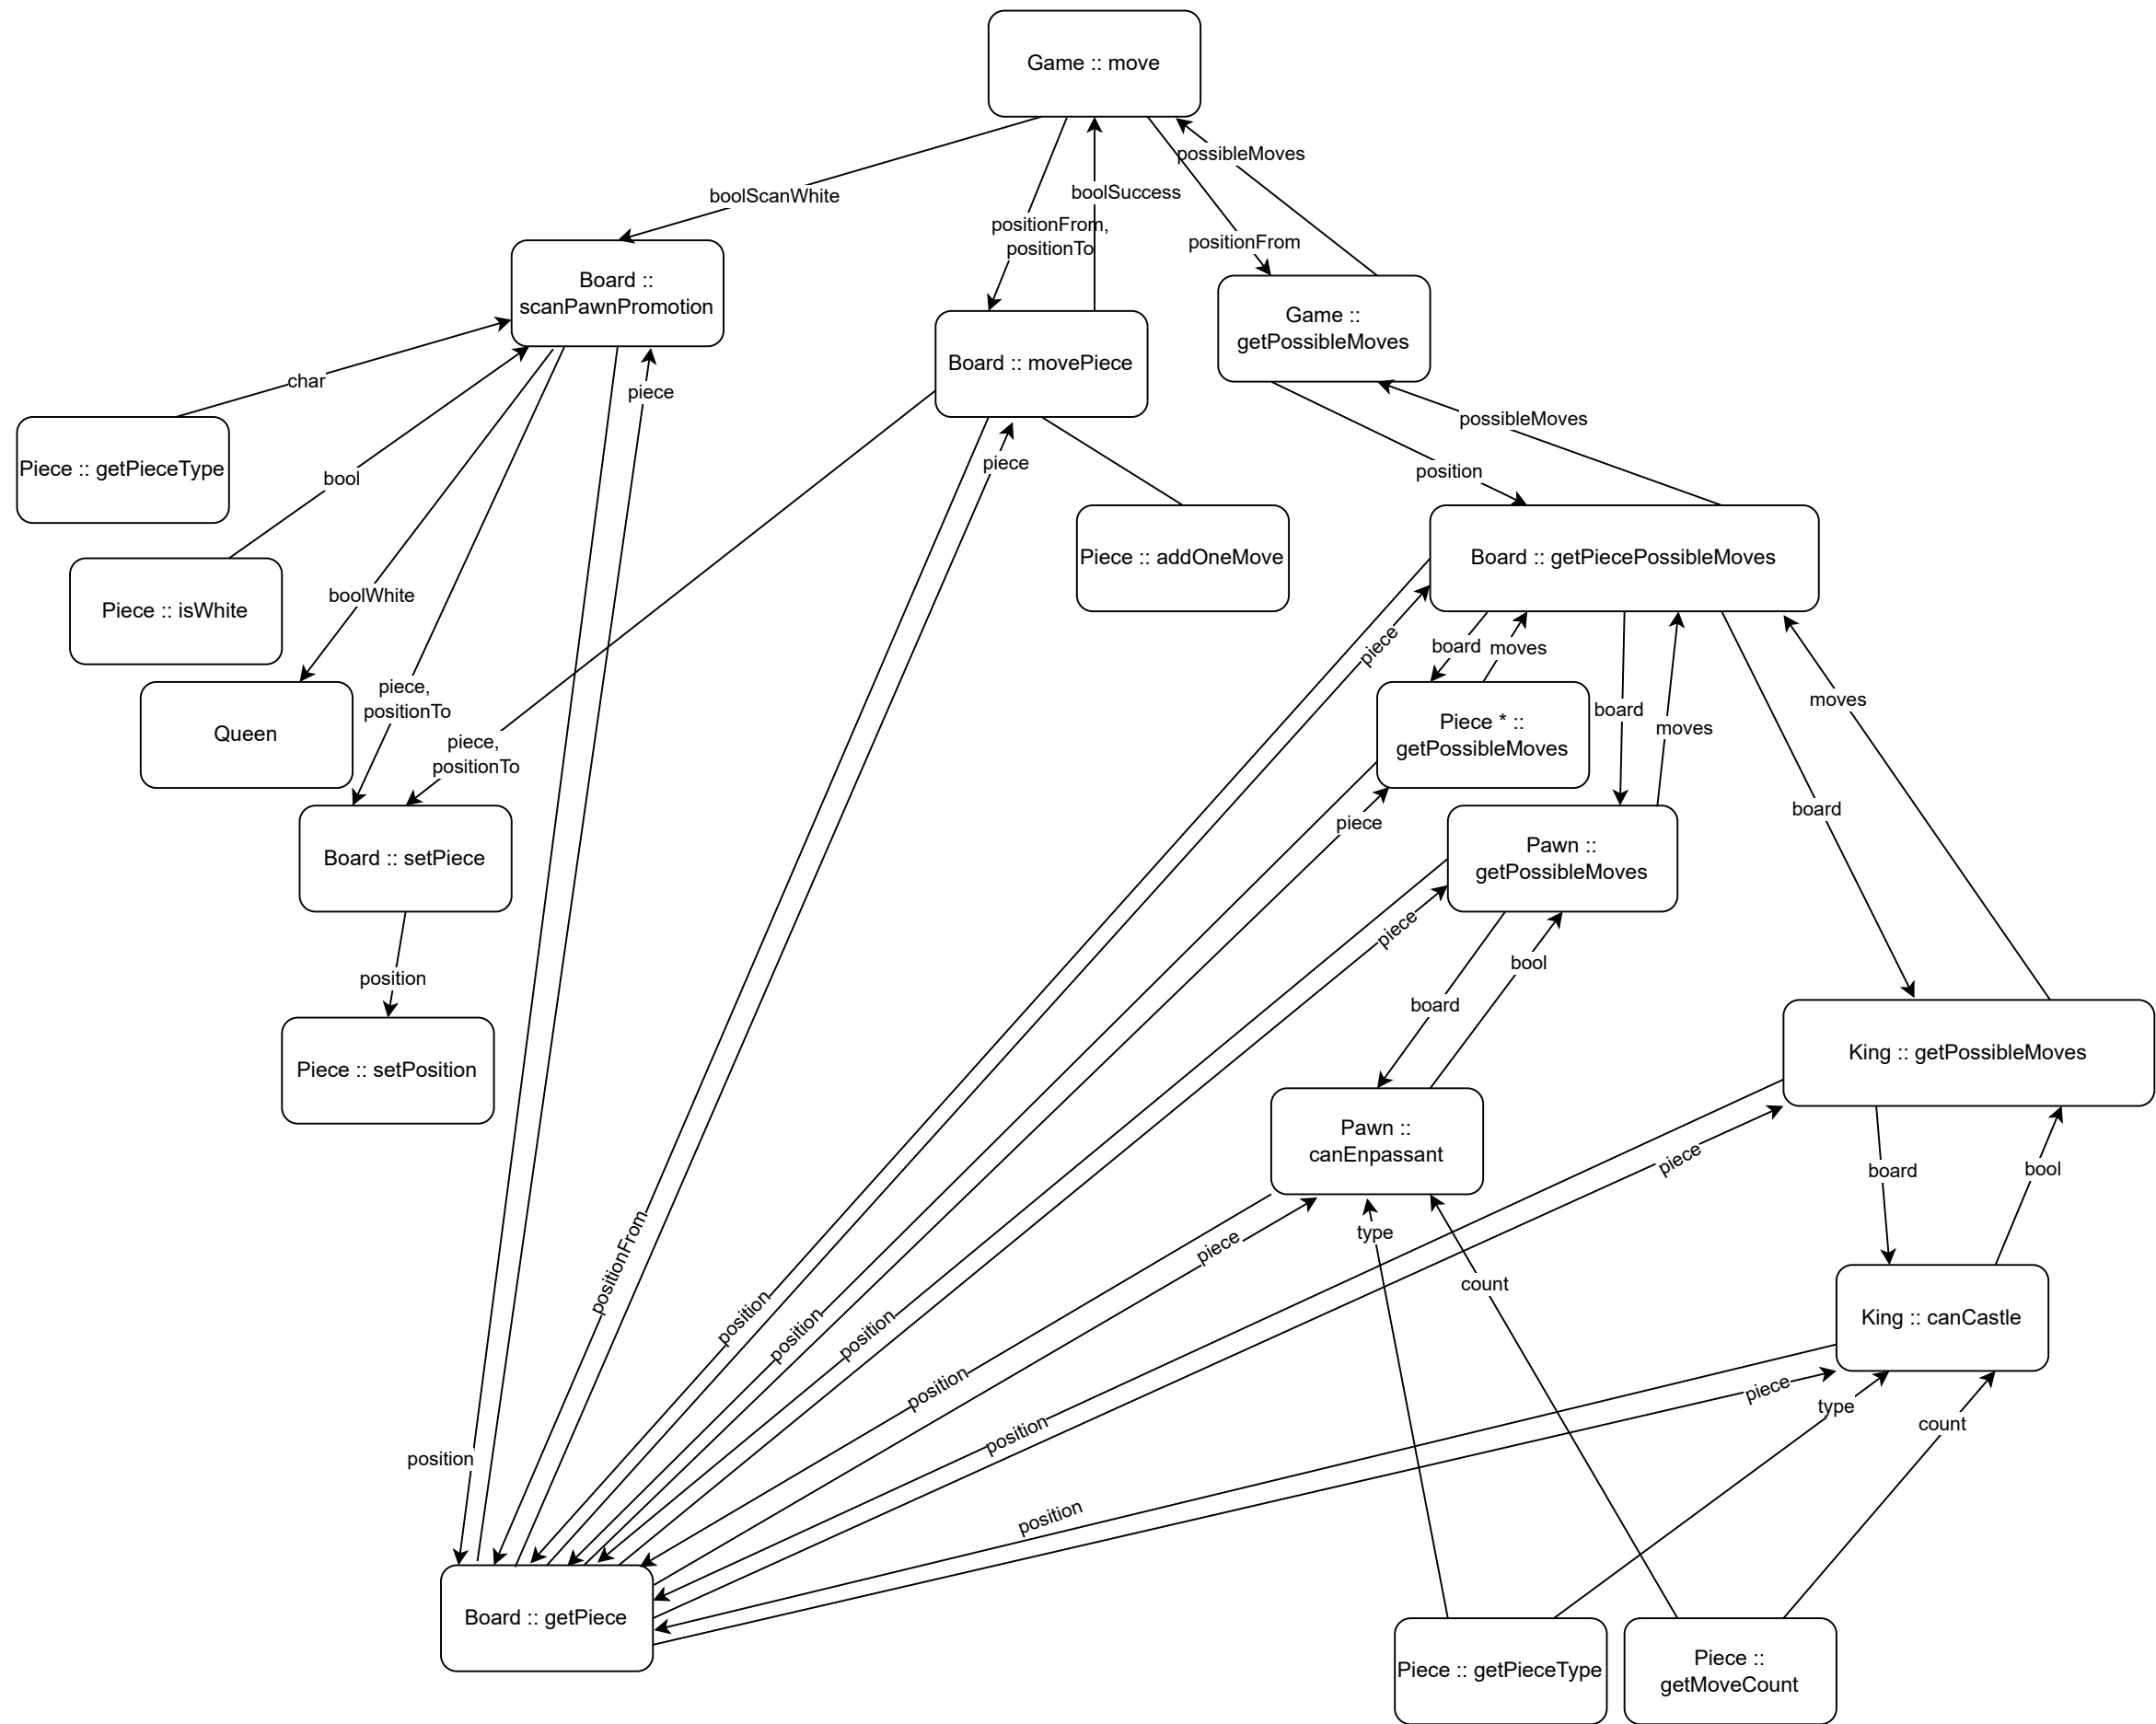 Game :: move
possibleMoves
boolSuccess
boolScanWhite
positionFrom,
positionTo
positionFrom
Board ::
scanPawnPromotion
Game ::
getPossibleMoves
Board :: movePiece
char
piece
possibleMoves
Piece :: getPieceType
bool
piece
position
Piece :: addOneMove
Board :: getPiecePossibleMoves
boolWhite
Piece :: isWhite
piece
board
moves
piece,
positionTo
board
moves
moves
Queen
piece,
positionTo
Piece * ::
getPossibleMoves
piece
board
Board :: setPiece
Pawn ::
getPossibleMoves
piece
bool
position
board
King :: getPossibleMoves
Piece :: setPosition
Pawn ::
canEnpassant
piece
board
bool
positionFrom
piece
type
count
position
position
position
King :: canCastle
position
piece
type
position
count
position
position
Board :: getPiece
Piece :: getPieceType
Piece ::
getMoveCount